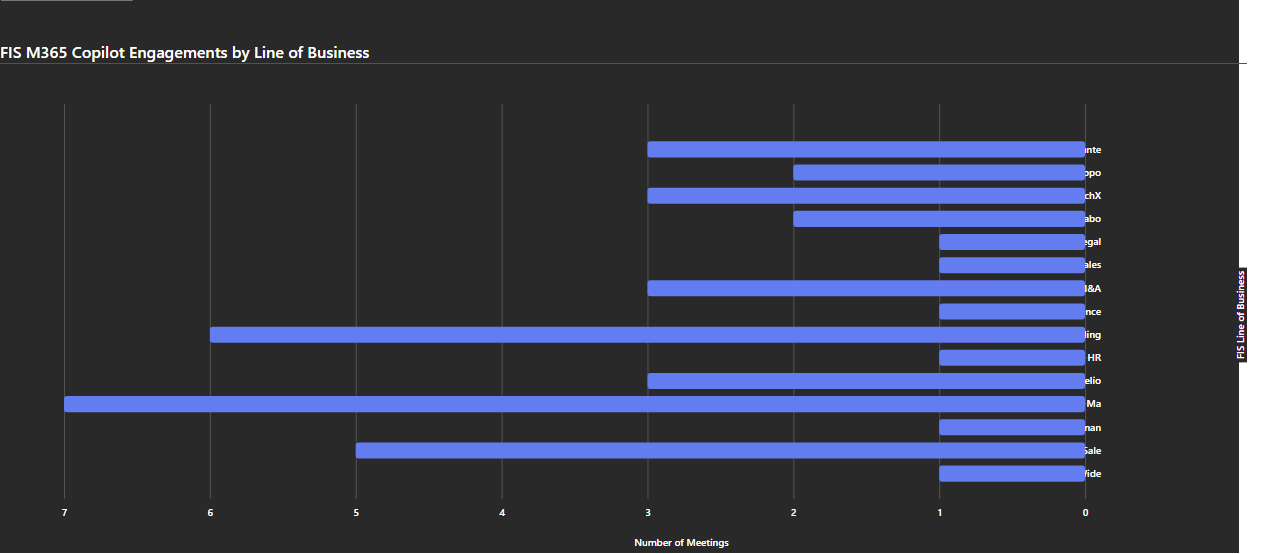 FIS M365 Copilot Engagements by Line of Business
nte
ppo
chX
abo
egal
ales
M&A
nce
ling
HR
elio
Ma
nan
Sale
Vide
FIS Line of Business
7 6 5 4 3 2 1 0
Number of Meetings